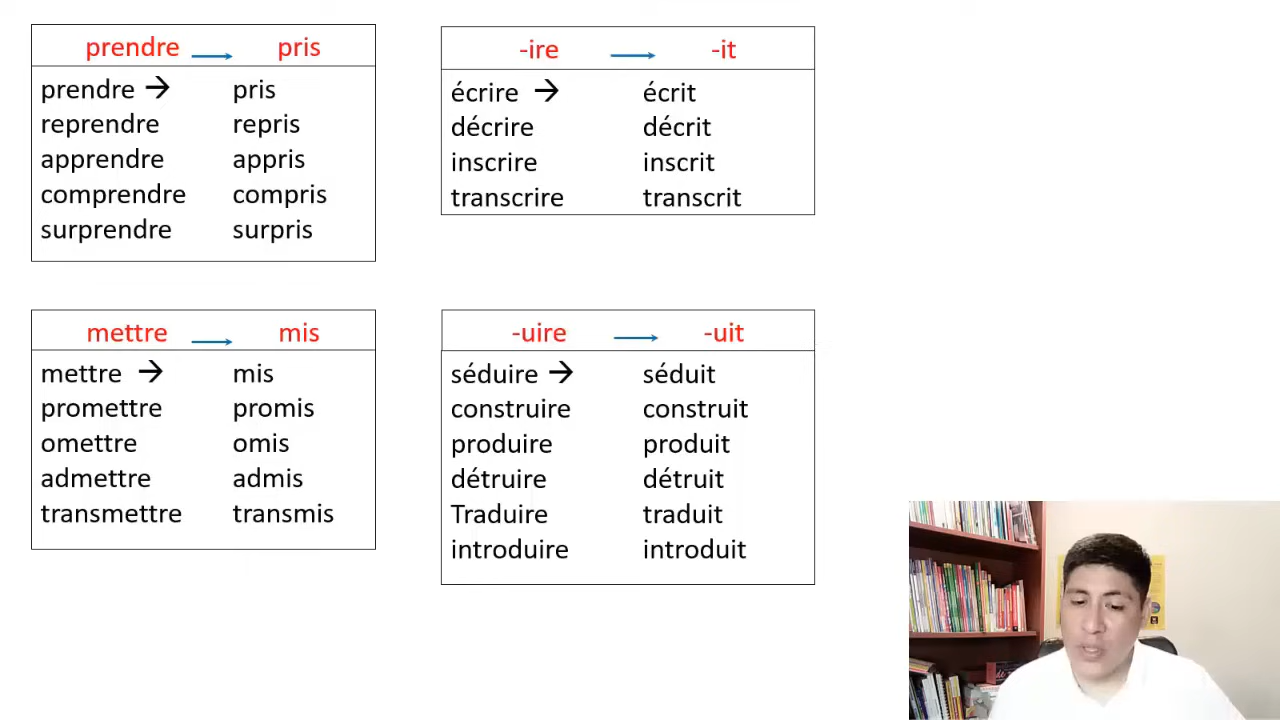 prendre → pris
prendre → pris
reprendre repris
apprendre appris
comprendre compris
surprendre surpris
-ire → -it
écrire → écrit
décrire décrit
inscrire inscrit
transcrire transcrit
mettre → mis
mettre → mis
promettre promis
omettre omis
admettre admis
transmettre transmis
-uire → -uit
séduire → séduit
construire construit
produire produit
détruire détruit
Traduire traduit
introduire introduit